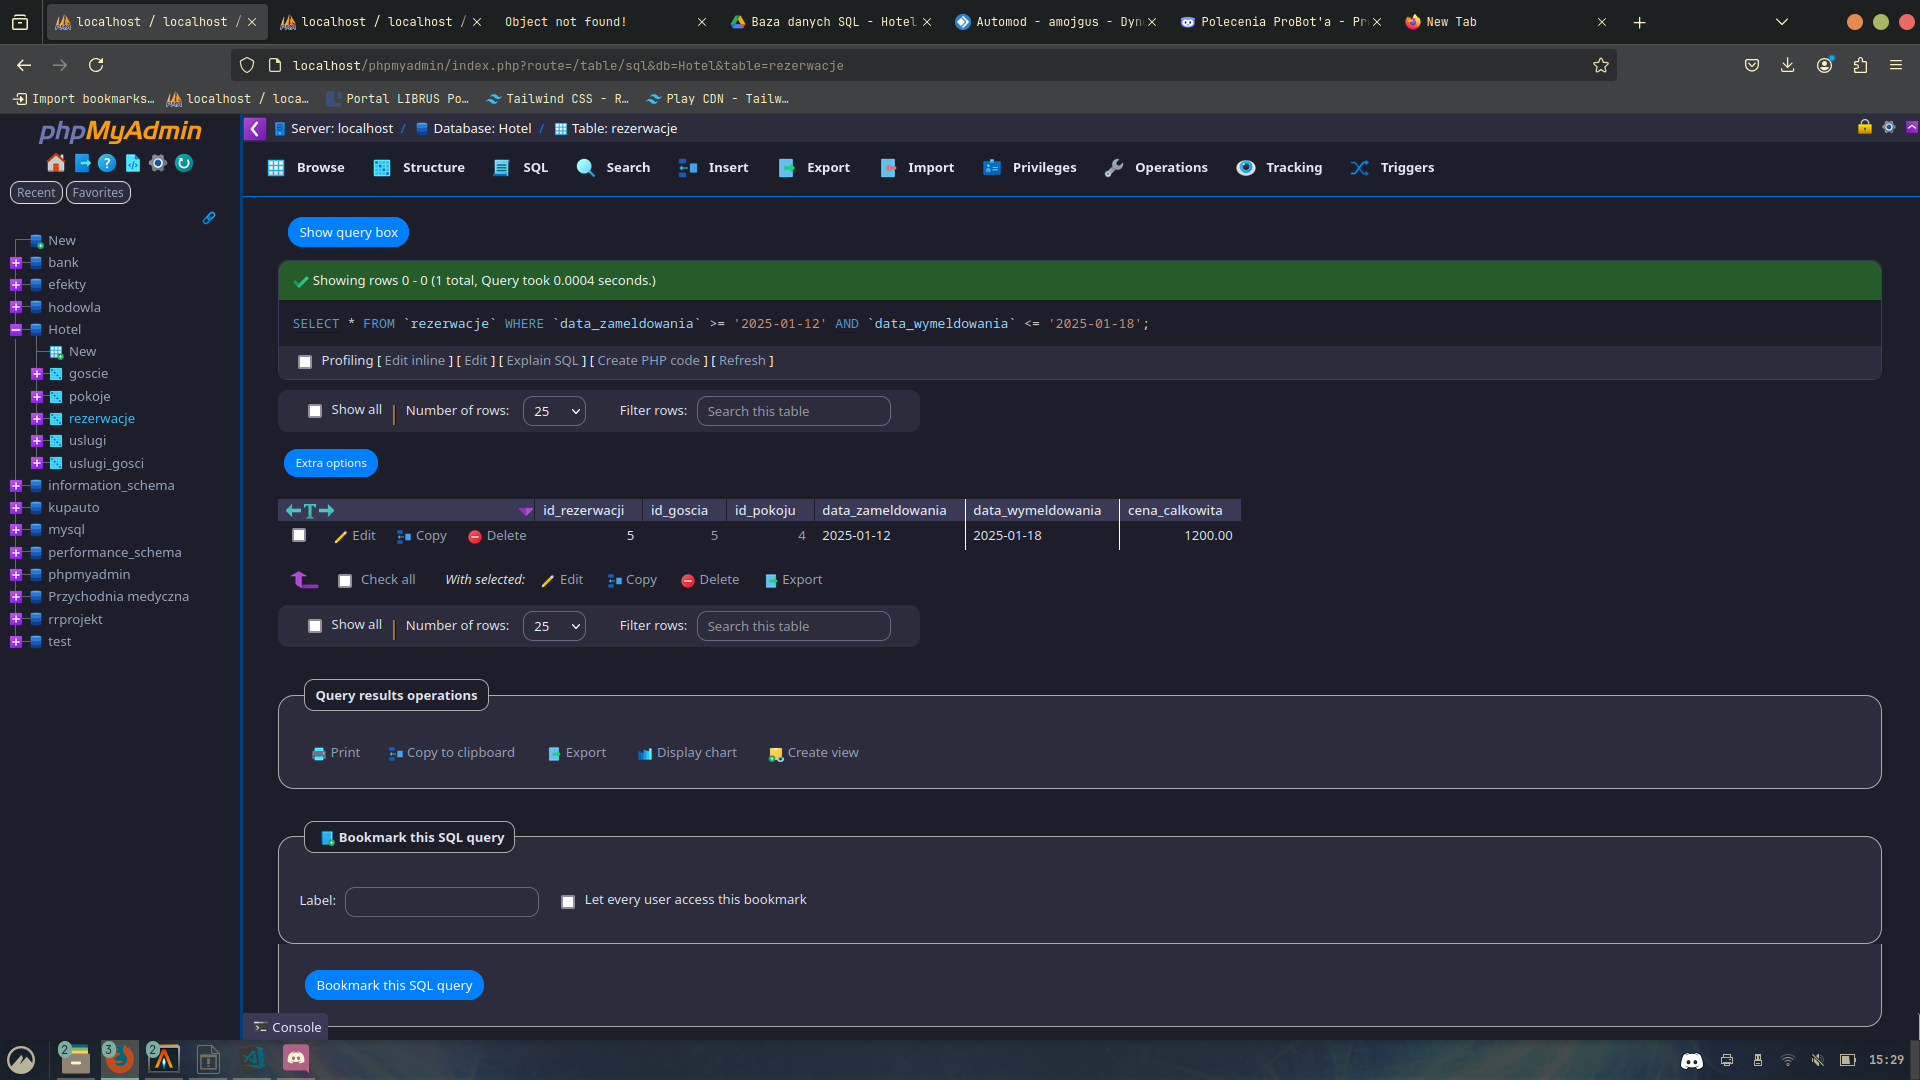 localhost / localhost /
localhost / localhost /
Object not found!
Baza danych SQL - Hotel
Automod - amojgus - Dyn
Polecenia ProBot'a - Pr
New Tab
localhost/phpmyadmin/index.php?route=/table/sql&db=Hotel&table=rezerwacje
Import bookmarks…
localhost / loca…
Portal LIBRUS Po…
Tailwind CSS - R…
Play CDN - Tailw…
phpMyAdmin
Recent
Favorites
New
bank
efekty
hodowla
Hotel
New
goscie
pokoje
rezerwacje
uslugi
uslugi_gosci
information_schema
kupauto
mysql
performance_schema
phpmyadmin
Przychodnia medyczna
rrprojekt
test
Server: localhost / Database: Hotel / Table: rezerwacje
Browse Structure SQL Search Insert Export Import Privileges Operations Tracking Triggers
Show query box
Showing rows 0 - 0 (1 total, Query took 0.0004 seconds.)
SELECT * FROM `rezerwacje` WHERE `data_zameldowania` >= '2025-01-12' AND `data_wymeldowania` <= '2025-01-18';
Profiling [ Edit inline ] [ Edit ] [ Explain SQL ] [ Create PHP code ] [ Refresh ]
Show all Number of rows: 25 Filter rows: Search this table
Extra options
T id_rezerwacji id_goscia id_pokoju data_zameldowania data_wymeldowania cena_calkowita
Edit Copy Delete 5 5 4 2025-01-12 2025-01-18 1200.00
Check all With selected: Edit Copy Delete Export
Show all Number of rows: 25 Filter rows: Search this table
Query results operations
Print Copy to clipboard Export Display chart Create view
Bookmark this SQL query
Label: Let every user access this bookmark
Bookmark this SQL query
Console
2 3 2
15:29